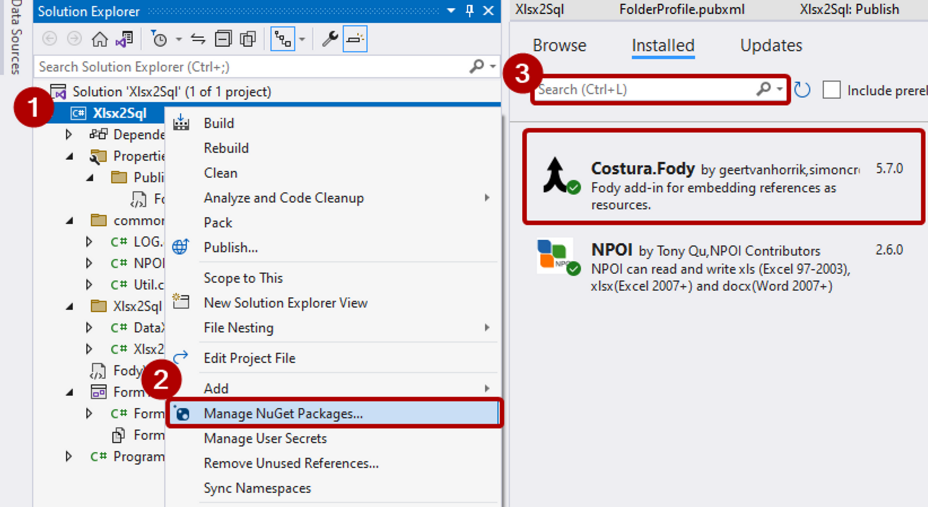 Data Sources
Solution Explorer
Search Solution Explorer (Ctrl+;)
Solution 'Xlsx2Sql' (1 of 1 project)
1
C# Xlsx2Sql
Depende
Propertie
Publi
Fo
common
C# LOG.
C# NPOI
C# Util.c
Xlsx2Sql
C# DataX
C# Xlsx2
Fody
Form
C# Form
Form
C# Program
Build
Rebuild
Clean
Analyze and Code Cleanup
Pack
Publish...
Scope to This
New Solution Explorer View
File Nesting
Edit Project File
Add
2
Manage NuGet Packages...
Manage User Secrets
Remove Unused References...
Sync Namespaces
Xlsx2Sql FolderProfile.pubxml Xlsx2Sql: Publish
Browse Installed Updates
3
Search (Ctrl+L) Include prerel
Costura.Fody by geertvanhorrik,simoncr 5.7.0
Fody add-in for embedding references as
resources.
NPOI by Tony Qu,NPOI Contributors 2.6.0
NPOI can read and write xls (Excel 97-2003),
xlsx(Excel 2007+) and docx(Word 2007+)